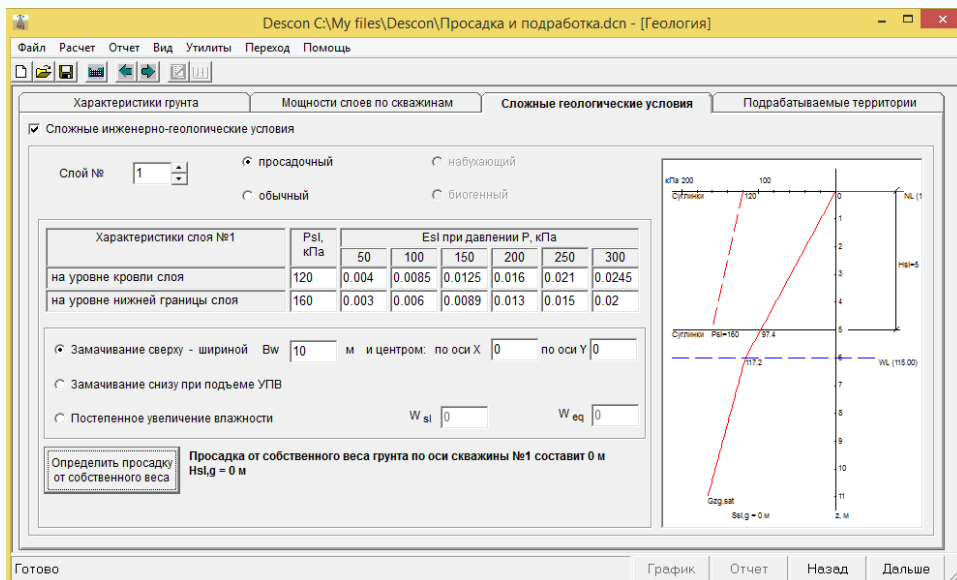 Descon C:\My files\Descon\Просадка и подработка.dcn - [Геология]
Файл Расчет Отчет Вид Утилиты Переход Помощь
Характеристики грунта Мощности слоев по скважинам Сложные геологические условия Подрабатываемые территории
Сложные инженерно-геологические условия
Слой № 1 просадочный набухающий
обычный биогенный
Характеристики слоя №1 Psl, кПа Esl при давлении P, кПа
50 100 150 200 250 300
на уровне кровли слоя 120 0.004 0.0085 0.0125 0.016 0.021 0.0245
на уровне нижней границы слоя 160 0.003 0.006 0.0089 0.013 0.015 0.02
Замачивание сверху - шириной Bw 10 м и центром: по оси X 0 по оси Y 0
Замачивание снизу при подъеме УПВ
Постепенное увеличение влажности W sl 0 W eq 0
Определить просадку от собственного веса
Просадка от собственного веса грунта по оси скважины №1 составит 0 м
Hsl,g = 0 м
кПа 200 100
Суглинки 120 0 NL (1
1
2
3 Hsl=5
4
Суглинки Psl=160 97.4 5
117.2 6 WL (115.00)
7
8
9
10
11
Gzg,sat
Ssl,g = 0 м z, м
Готово График Отчет Назад Дальше